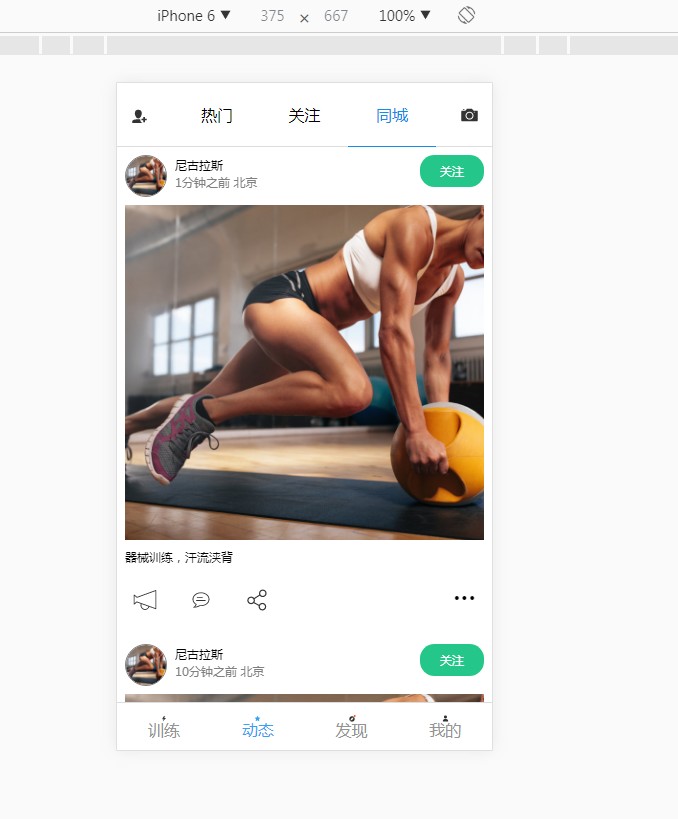 iPhone 6 ▼ 375 × 667 100% ▼
热门 关注 同城
尼古拉斯
1分钟之前 北京
关注
器械训练，汗流浃背
尼古拉斯
10分钟之前 北京
关注
训练 动态 发现 我的